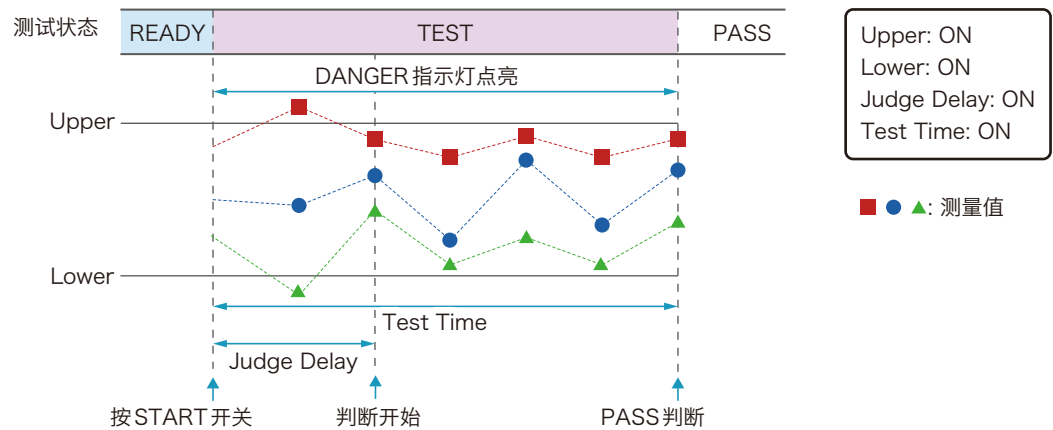 测试状态
READY
TEST
PASS
DANGER指示灯点亮
Upper
Lower
Test Time
Judge Delay
按START开关
判断开始
PASS判断
Upper: ON
Lower: ON
Judge Delay: ON
Test Time: ON
: 测量值